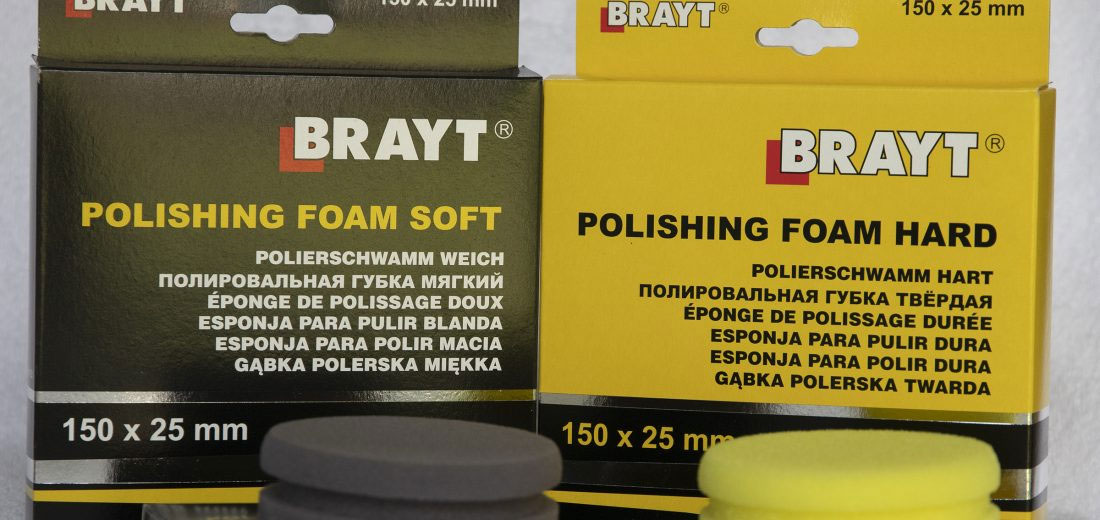 BRAYT
150 x 25 mm
BRAYT®
POLISHING FOAM SOFT
POLIERSCHWAMM WEICH
ПОЛИРОВАЛЬНАЯ ГУБКА МЯГКИЙ
ÉPONGE DE POLISSAGE DOUX
ESPONJA PARA PULIR BLANDA
ESPONJA PARA POLIR MACIA
GĄBKA POLERSKA MIĘKKA
150 x 25 mm
BRAYT®
150 x 25 mm
BRAYT®
POLISHING FOAM HARD
POLIERSCHWAMM HART
ПОЛИРОВАЛЬНАЯ ГУБКА ТВЁРДАЯ
ÉPONGE DE POLISSAGE DURÉE
ESPONJA PARA PULIR DURA
ESPONJA PARA POLIR DURA
GĄBKA POLERSKA TWARDA
150 x 25 mm